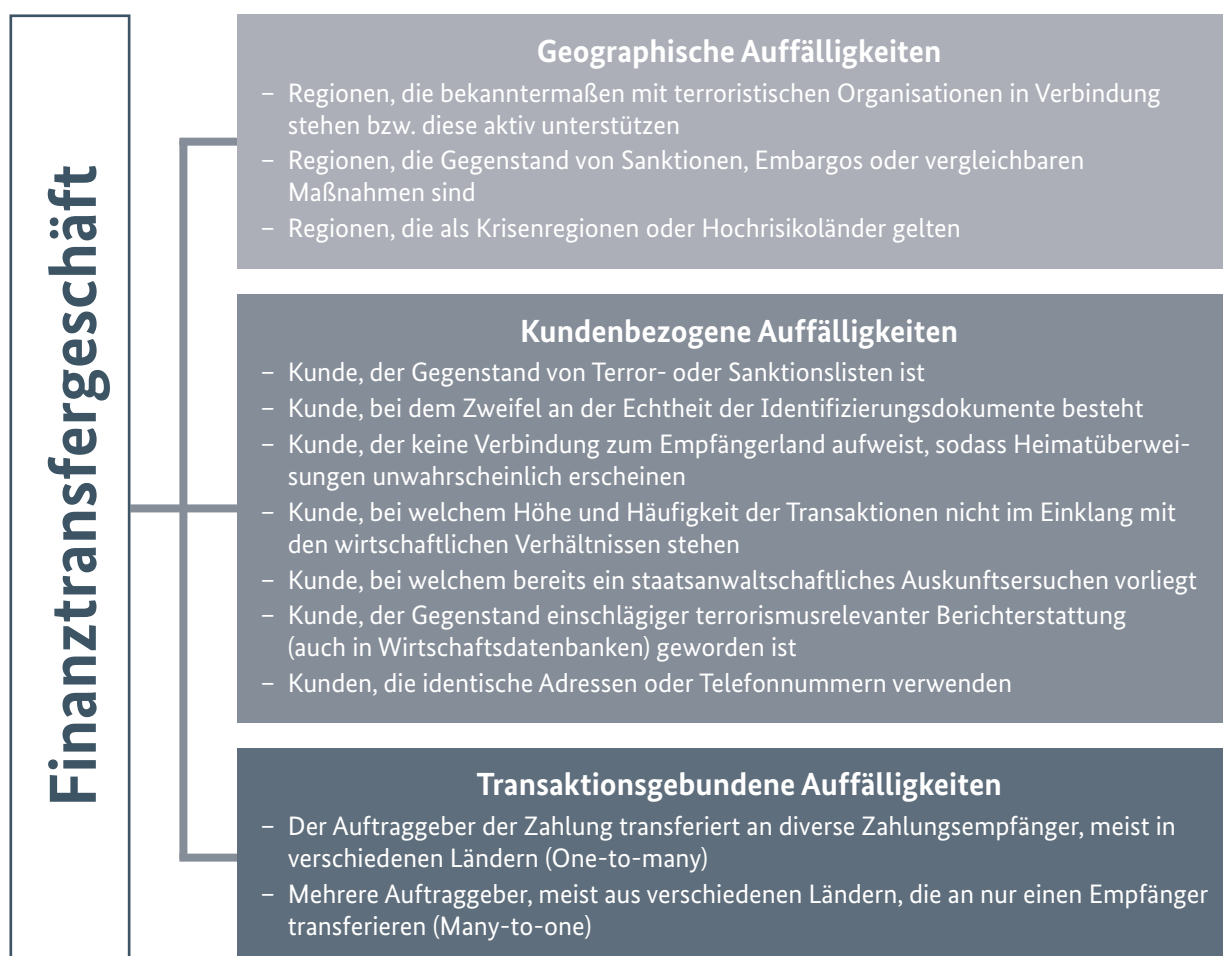 Finanztransfergeschäft
Geographische Auffälligkeiten
– Regionen, die bekanntermaßen mit terroristischen Organisationen in Verbindung
stehen bzw. diese aktiv unterstützen
– Regionen, die Gegenstand von Sanktionen, Embargos oder vergleichbaren
Maßnahmen sind
– Regionen, die als Krisenregionen oder Hochrisikoländer gelten
Kundenbezogene Auffälligkeiten
– Kunde, der Gegenstand von Terror- oder Sanktionslisten ist
– Kunde, bei dem Zweifel an der Echtheit der Identifizierungsdokumente besteht
– Kunde, der keine Verbindung zum Empfängerland aufweist, sodass Heimatüberwei-
sungen unwahrscheinlich erscheinen
– Kunde, bei welchem Höhe und Häufigkeit der Transaktionen nicht im Einklang mit
den wirtschaftlichen Verhältnissen stehen
– Kunde, bei welchem bereits ein staatsanwaltschaftliches Auskunftsersuchen vorliegt
– Kunde, der Gegenstand einschlägiger terrorismusrelevanter Berichterstattung
(auch in Wirtschaftsdatenbanken) geworden ist
– Kunden, die identische Adressen oder Telefonnummern verwenden
Transaktionsgebundene Auffälligkeiten
– Der Auftraggeber der Zahlung transferiert an diverse Zahlungsempfänger, meist in
verschiedenen Ländern (One-to-many)
– Mehrere Auftraggeber, meist aus verschiedenen Ländern, die an nur einen Empfänger
transferieren (Many-to-one)